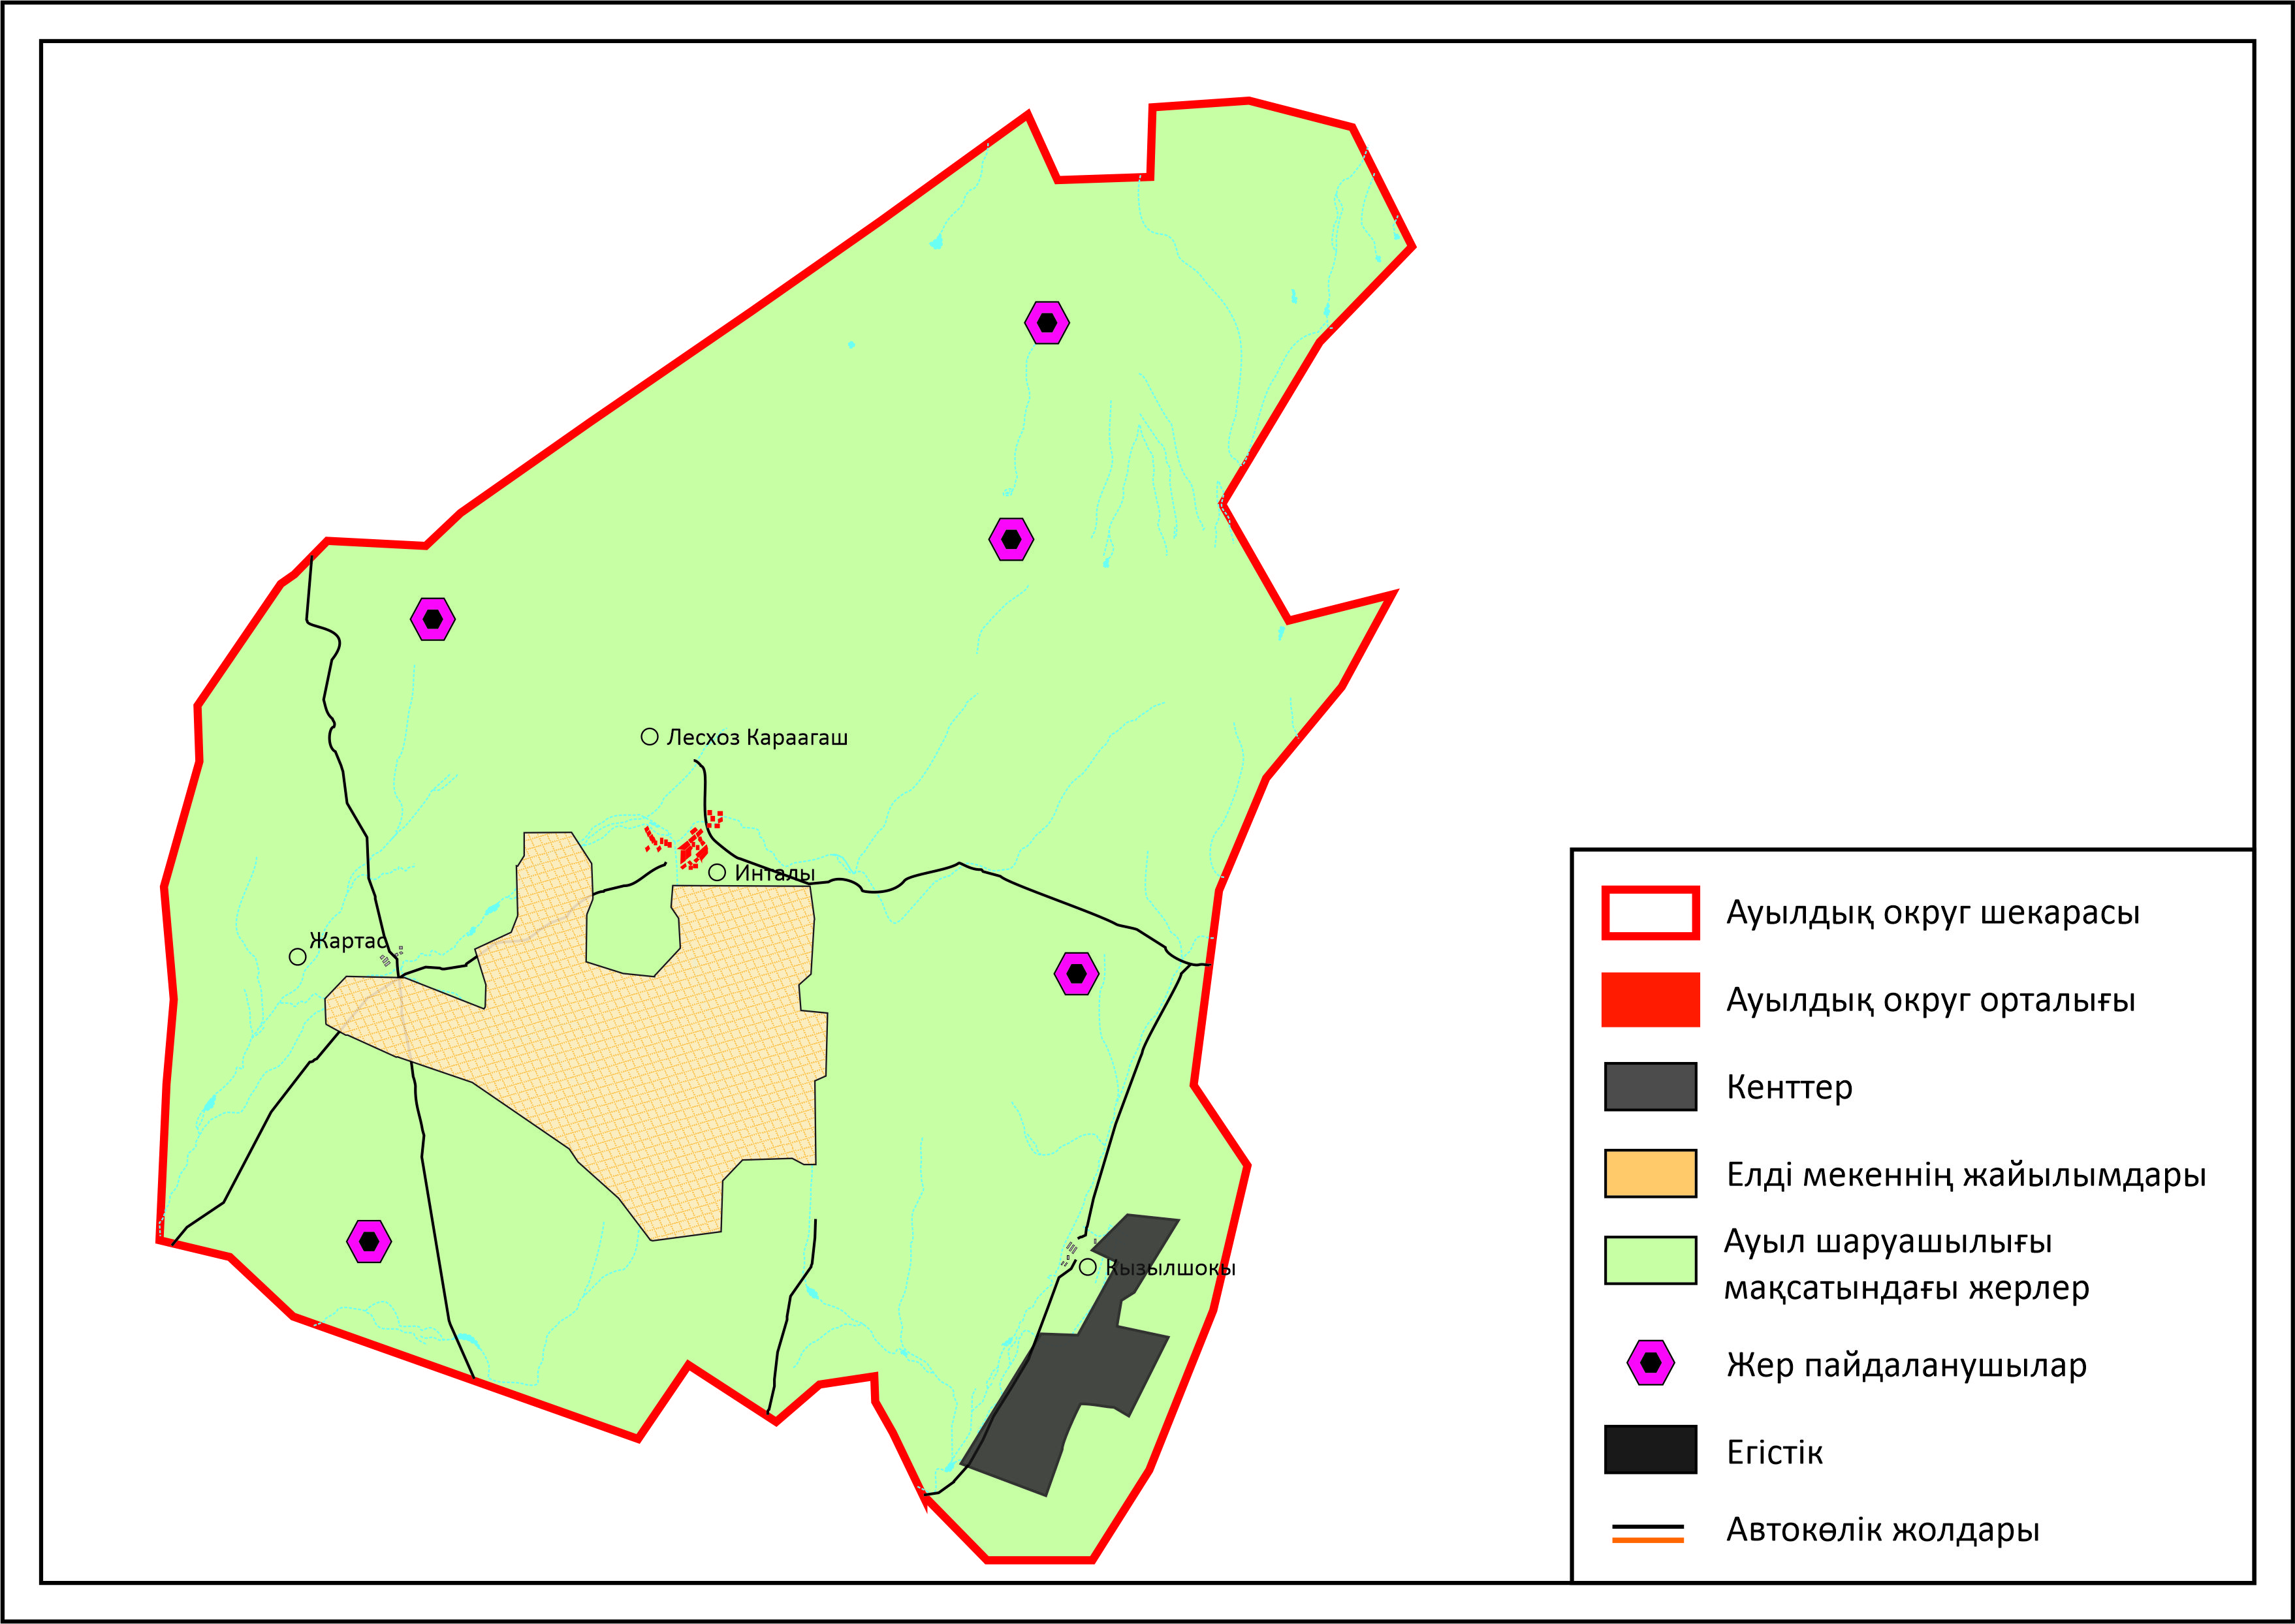 Лесхоз Караагаш
Инталы
Жартас
Кызылшокы
Ауылдық округ шекарасы
Ауылдық округ орталығы
Кенттер
Елді мекеннің жайылымдары
Ауыл шаруашылығы
мақсатындағы жерлер
Жер пайдаланушылар
Егістік
Автокөлік жолдары